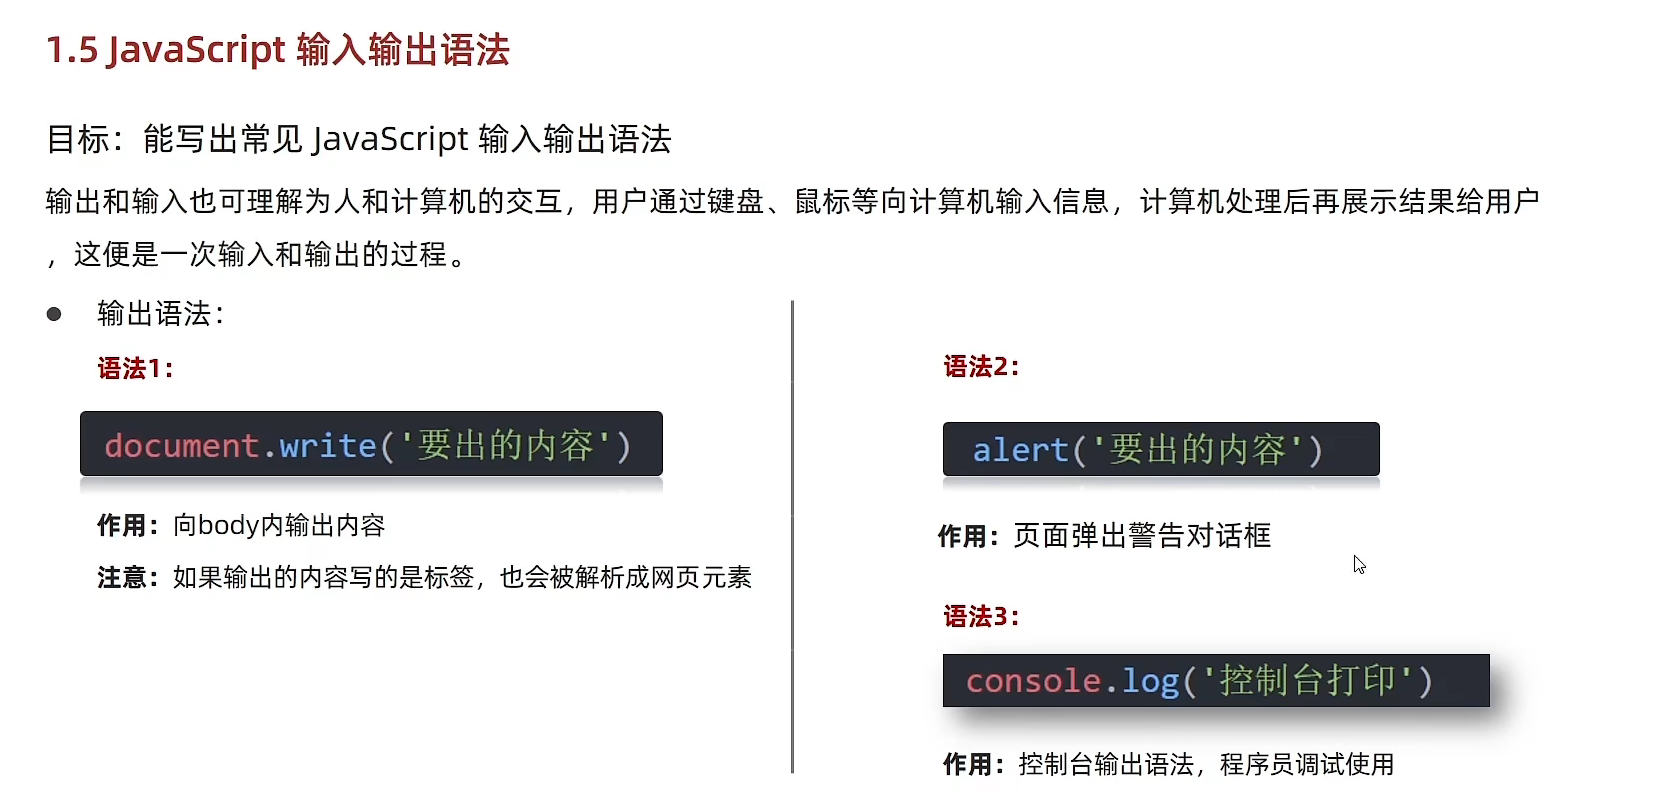 1.5 JavaScript 输入输出语法
目标：能写出常见 JavaScript 输入输出语法
输出和输入也可理解为人和计算机的交互，用户通过键盘、鼠标等向计算机输入信息，计算机处理后再展示结果给用户
，这便是一次输入和输出的过程。
● 输出语法：
语法1：
document.write('要出的内容')
作用：向body内输出内容
注意：如果输出的内容写的是标签，也会被解析成网页元素
语法2：
alert('要出的内容')
作用：页面弹出警告对话框
语法3：
console.log('控制台打印')
作用：控制台输出语法，程序员调试使用